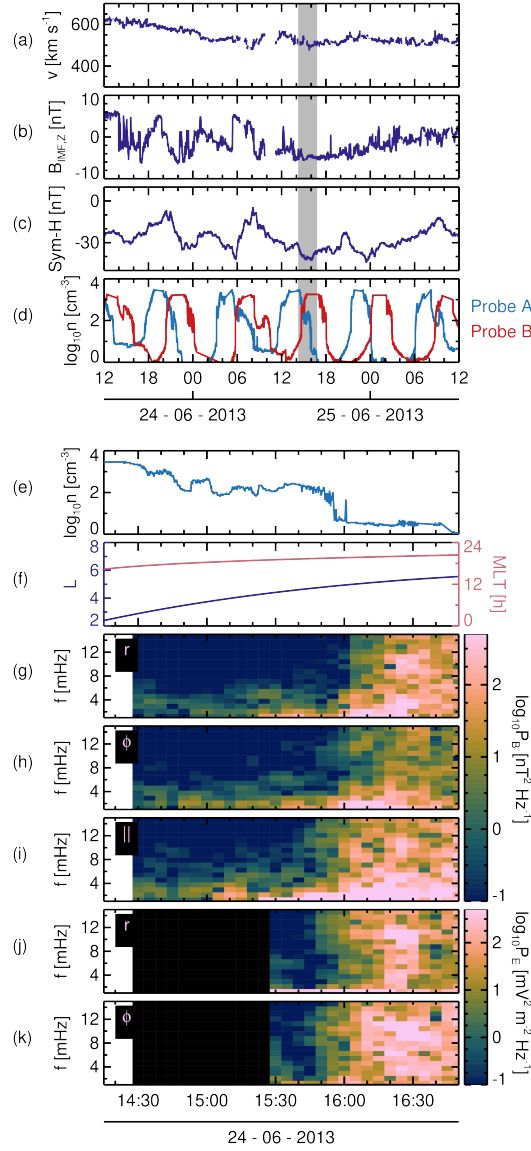 (a)
v [km s⁻¹]
600
400
(b)
B_IMF,Z [nT]
10
0
-10
(c)
Sym-H [nT]
0
-30
(d)
log₁₀n [cm⁻³]
4
2
0
Probe A
Probe B
12 18 00 06 12 18 00 06 12
24 - 06 - 2013 25 - 06 - 2013
(e)
log₁₀n [cm⁻³]
4
2
0
(f)
L
8
6
4
2
24
12
0
MLT [h]
(g)
f [mHz]
12
8
4
r
(h)
f [mHz]
12
8
4
ϕ
(i)
f [mHz]
12
8
4
||
2
1
0
-1
log₁₀P_B [nT² Hz⁻¹]
(j)
f [mHz]
12
8
4
r
(k)
f [mHz]
12
8
4
ϕ
2
1
0
-1
log₁₀P_E [mV² m⁻² Hz⁻¹]
14:30 15:00 15:30 16:00 16:30
24 - 06 - 2013